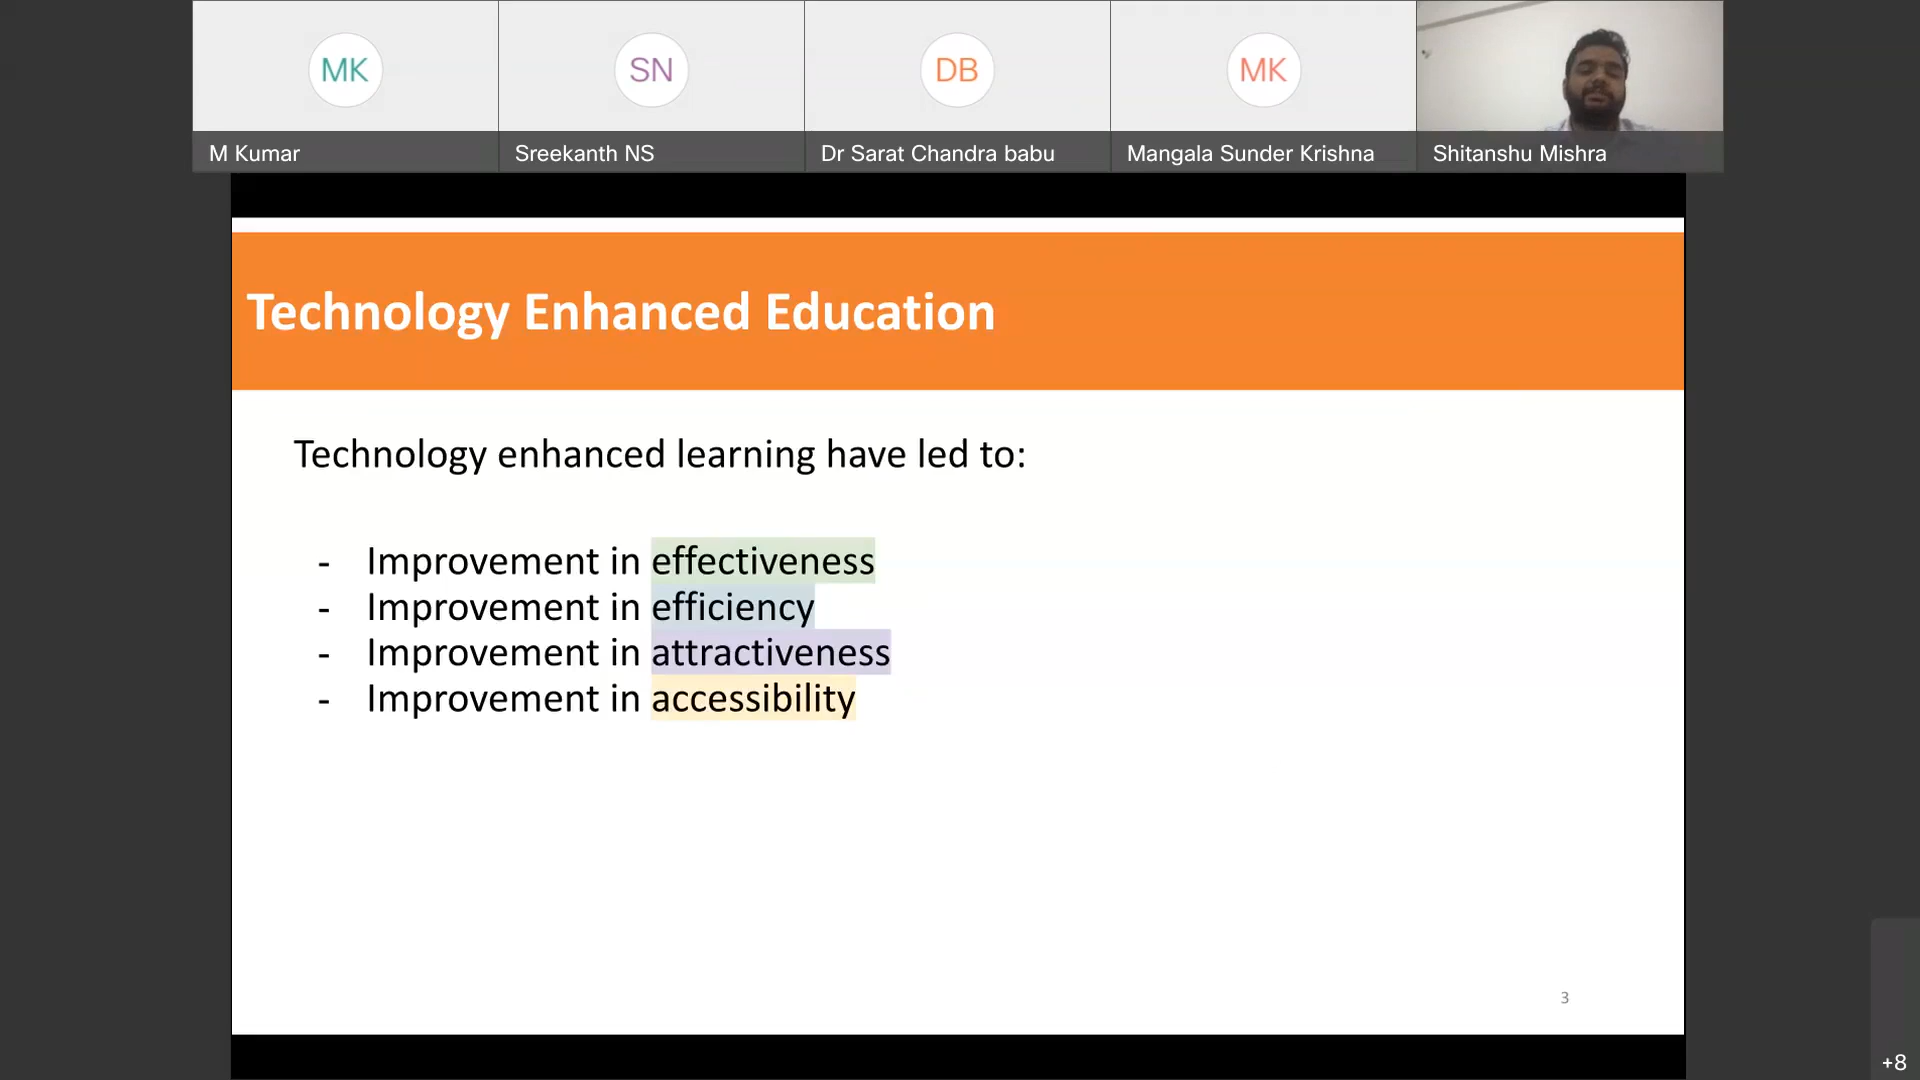 MK
SN
DB
MK
M Kumar
Sreekanth NS
Dr Sarat Chandra babu
Mangala Sunder Krishna
Shitanshu Mishra
Technology Enhanced Education
Technology enhanced learning have led to:
- Improvement in effectiveness
- Improvement in efficiency
- Improvement in attractiveness
- Improvement in accessibility
3
+8